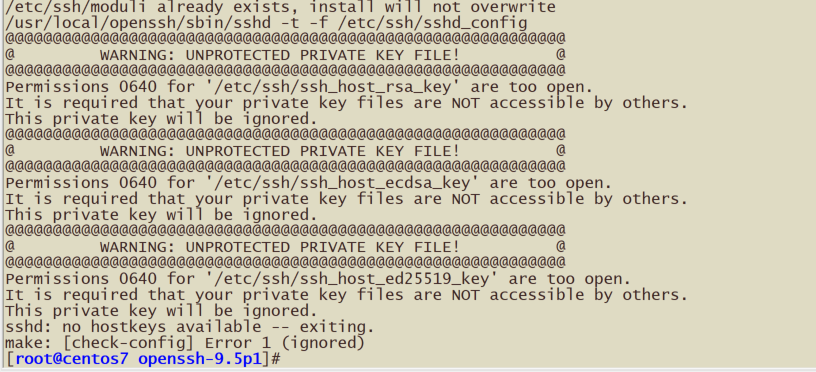 /etc/ssh/moduli already exists, install will not overwrite
/usr/local/openssh/sbin/sshd -t -f /etc/ssh/sshd_config
@@@@@@@@@@@@@@@@@@@@@@@@@@@@@@@@@@@@@@@@@@@@@@@@@@@@@@@@@@@
@         WARNING: UNPROTECTED PRIVATE KEY FILE!          @
@@@@@@@@@@@@@@@@@@@@@@@@@@@@@@@@@@@@@@@@@@@@@@@@@@@@@@@@@@@
Permissions 0640 for '/etc/ssh/ssh_host_rsa_key' are too open.
It is required that your private key files are NOT accessible by others.
This private key will be ignored.
@@@@@@@@@@@@@@@@@@@@@@@@@@@@@@@@@@@@@@@@@@@@@@@@@@@@@@@@@@@
@         WARNING: UNPROTECTED PRIVATE KEY FILE!          @
@@@@@@@@@@@@@@@@@@@@@@@@@@@@@@@@@@@@@@@@@@@@@@@@@@@@@@@@@@@
Permissions 0640 for '/etc/ssh/ssh_host_ecdsa_key' are too open.
It is required that your private key files are NOT accessible by others.
This private key will be ignored.
@@@@@@@@@@@@@@@@@@@@@@@@@@@@@@@@@@@@@@@@@@@@@@@@@@@@@@@@@@@
@         WARNING: UNPROTECTED PRIVATE KEY FILE!          @
@@@@@@@@@@@@@@@@@@@@@@@@@@@@@@@@@@@@@@@@@@@@@@@@@@@@@@@@@@@
Permissions 0640 for '/etc/ssh/ssh_host_ed25519_key' are too open.
It is required that your private key files are NOT accessible by others.
This private key will be ignored.
sshd: no hostkeys available -- exiting.
make: [check-config] Error 1 (ignored)
[root@centos7 openssh-9.5p1]#